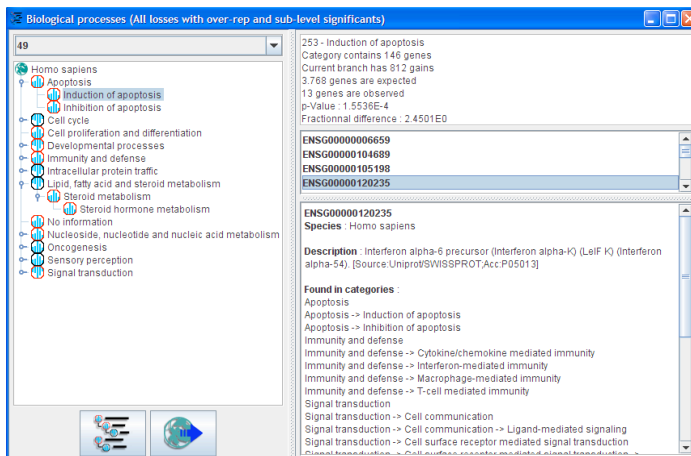 Biological processes (All losses with over-rep and sub-level significants)
49
Homo sapiens
Apoptosis
Induction of apoptosis
Inhibition of apoptosis
Cell cycle
Cell proliferation and differentiation
Developmental processes
Immunity and defense
Intracellular protein traffic
Lipid, fatty acid and steroid metabolism
Steroid metabolism
Steroid hormone metabolism
No information
Nucleoside, nucleotide and nucleic acid metabolism
Oncogenesis
Sensory perception
Signal transduction
253 - Induction of apoptosis
Category contains 146 genes
Current branch has 812 gains
3.768 genes are expected
13 genes are observed
p-Value : 1.5536E-4
Fractionnal difference : 2.4501E0
ENSG00000006659
ENSG00000104689
ENSG00000105198
ENSG00000120235
ENSG00000120235
Species : Homo sapiens
Description : Interferon alpha-6 precursor (Interferon alpha-K) (LeIF K) (Interferon
alpha-54). [Source:Uniprot/SWISSPROT;Acc:P05013]
Found in categories :
Apoptosis
Apoptosis -> Induction of apoptosis
Apoptosis -> Inhibition of apoptosis
Immunity and defense
Immunity and defense -> Cytokine/chemokine mediated immunity
Immunity and defense -> Interferon-mediated immunity
Immunity and defense -> Macrophage-mediated immunity
Immunity and defense -> T-cell mediated immunity
Signal transduction
Signal transduction -> Cell communication
Signal transduction -> Cell communication -> Ligand-mediated signaling
Signal transduction -> Cell surface receptor mediated signal transduction
Signal transduction -> Cell surface receptor mediated signal transduction ->